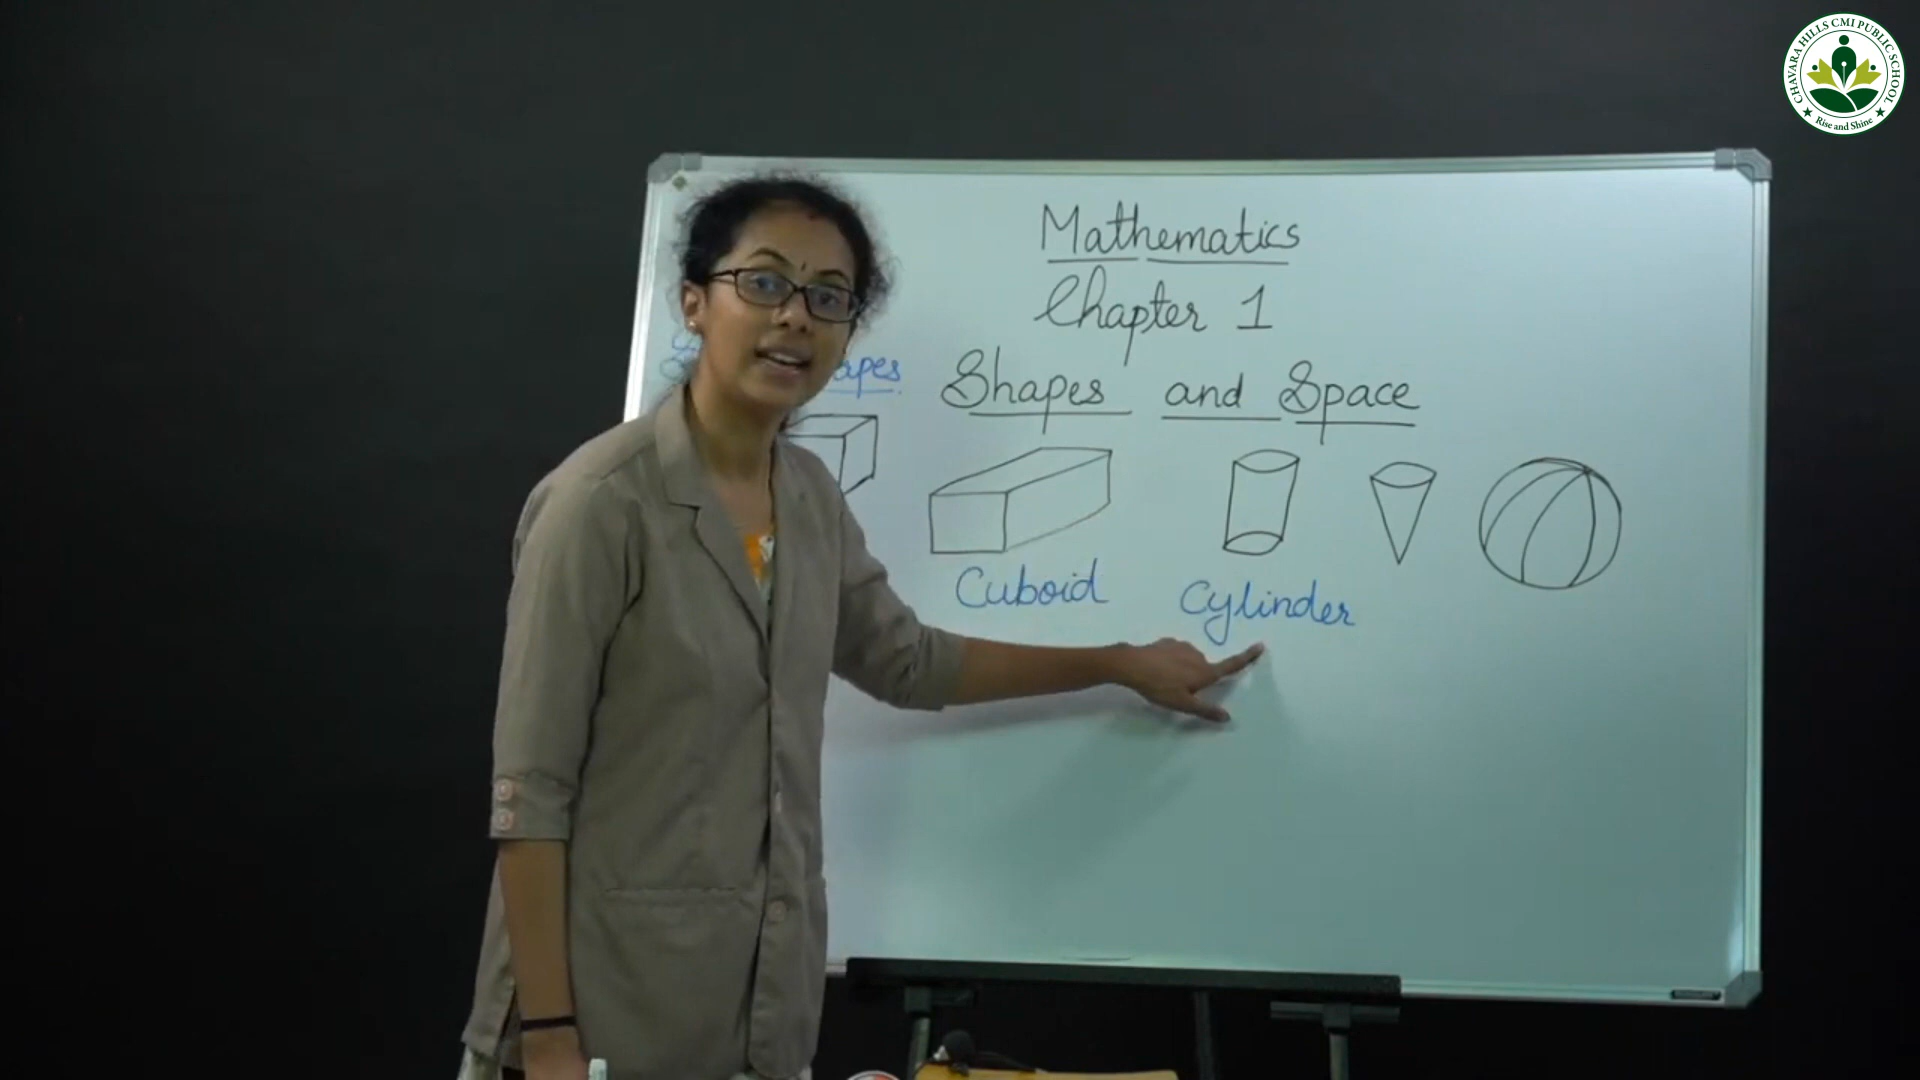 CHAVARA HILLS CMI PUBLIC SCHOOL
Rise and Shine
Mathematics
Chapter 1
Shapes and Space
Cuboid
Cylinder